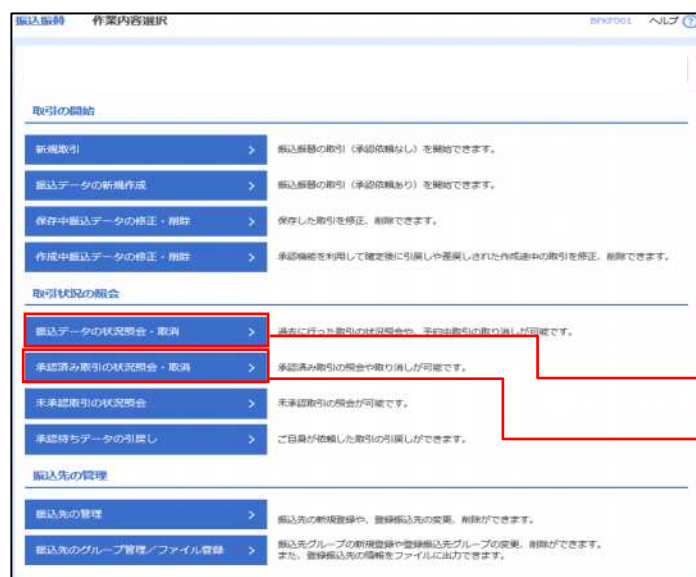 振込振替 作業内容選択 BFKF001 ヘルプ ?
取引の開始
新規取引 > 振込振替の取引（承認依頼なし）を開始できます。
振込データの新規作成 > 振込振替の取引（承認依頼あり）を開始できます。
保存中振込データの修正・削除 > 保存した取引を修正、削除できます。
作成中振込データの修正・削除 > 承認機能を利用して確定後に引戻しや差戻しされた作成途中の取引を修正、削除できます。
取引状況の照会
振込データの状況照会・取消 > 過去に行った取引の状況照会や、予約中取引の取り消しが可能です。
承認済み取引の状況照会・取消 > 承認済み取引の照会や取り消しが可能です。
未承認取引の状況照会 > 未承認取引の照会が可能です。
承認待ちデータの引戻し > ご自身が依頼した取引の引戻しができます。
振込先の管理
振込先の管理 > 振込先の新規登録や、登録振込先の変更、削除ができます。
振込先のグループ管理／ファイル登録 > 振込先グループの新規登録や登録振込先グループの変更、削除ができます。
また、登録振込先の情報をファイルに出力できます。